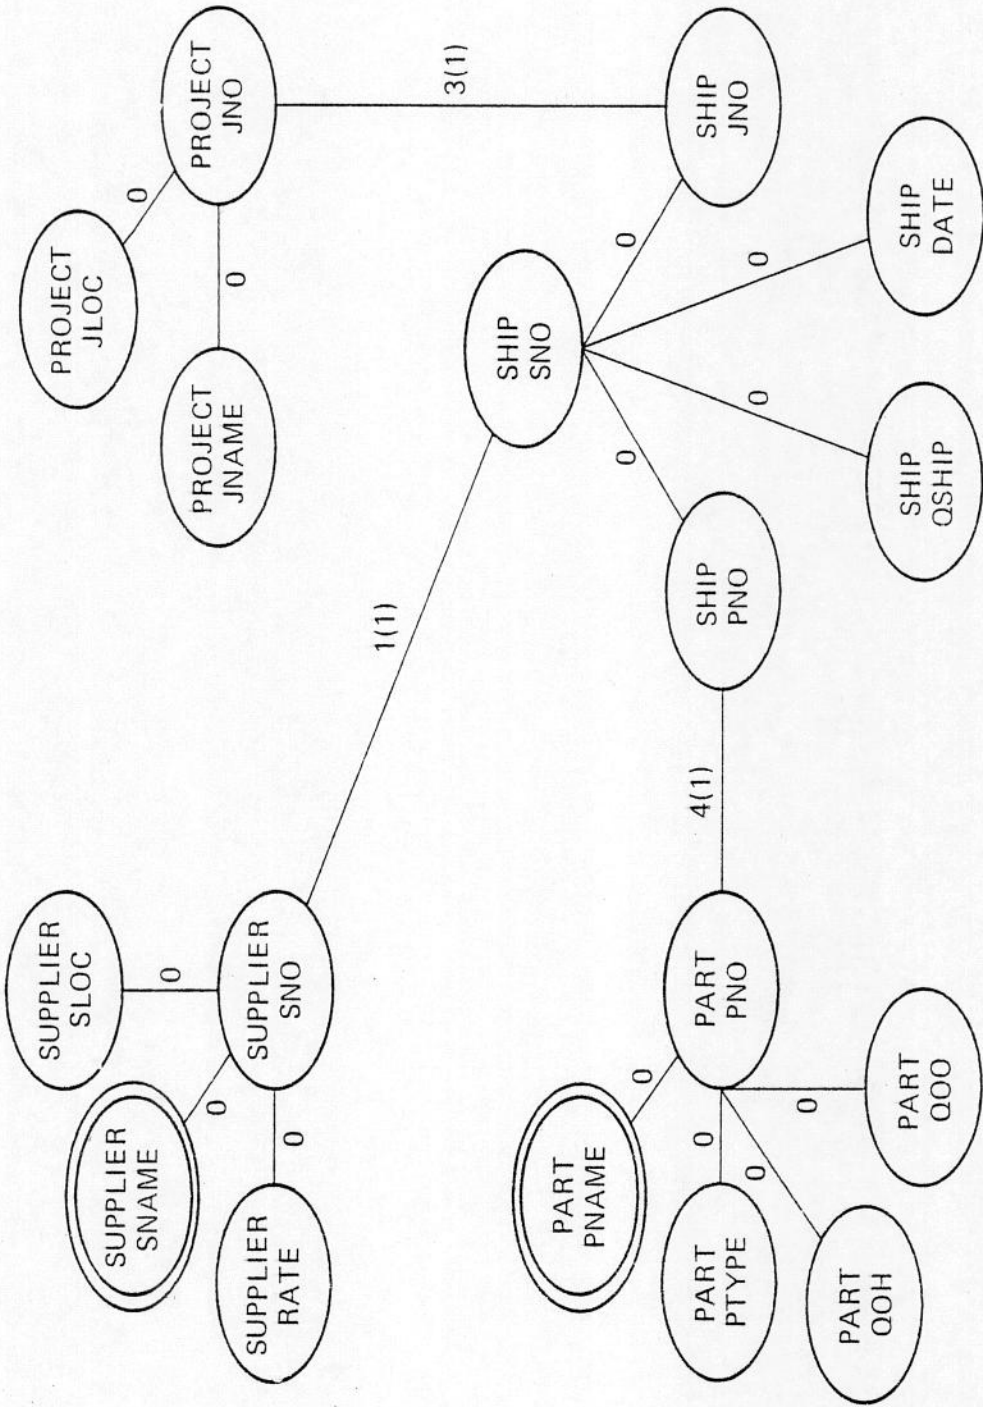 SUPPLIER
SLOC
0
SUPPLIER
SNAME
0
SUPPLIER
SNO
0
SUPPLIER
RATE
1(1)
PROJECT
JLOC
0
PROJECT
JNO
0
PROJECT
JNAME
3(1)
SHIP
SNO
0
0
0
0
PART
PNAME
0
PART
PTYPE
0
PART
PNO
4(1)
SHIP
PNO
SHIP
JNO
0
0
PART
QOH
PART
QOO
SHIP
QSHIP
SHIP
DATE